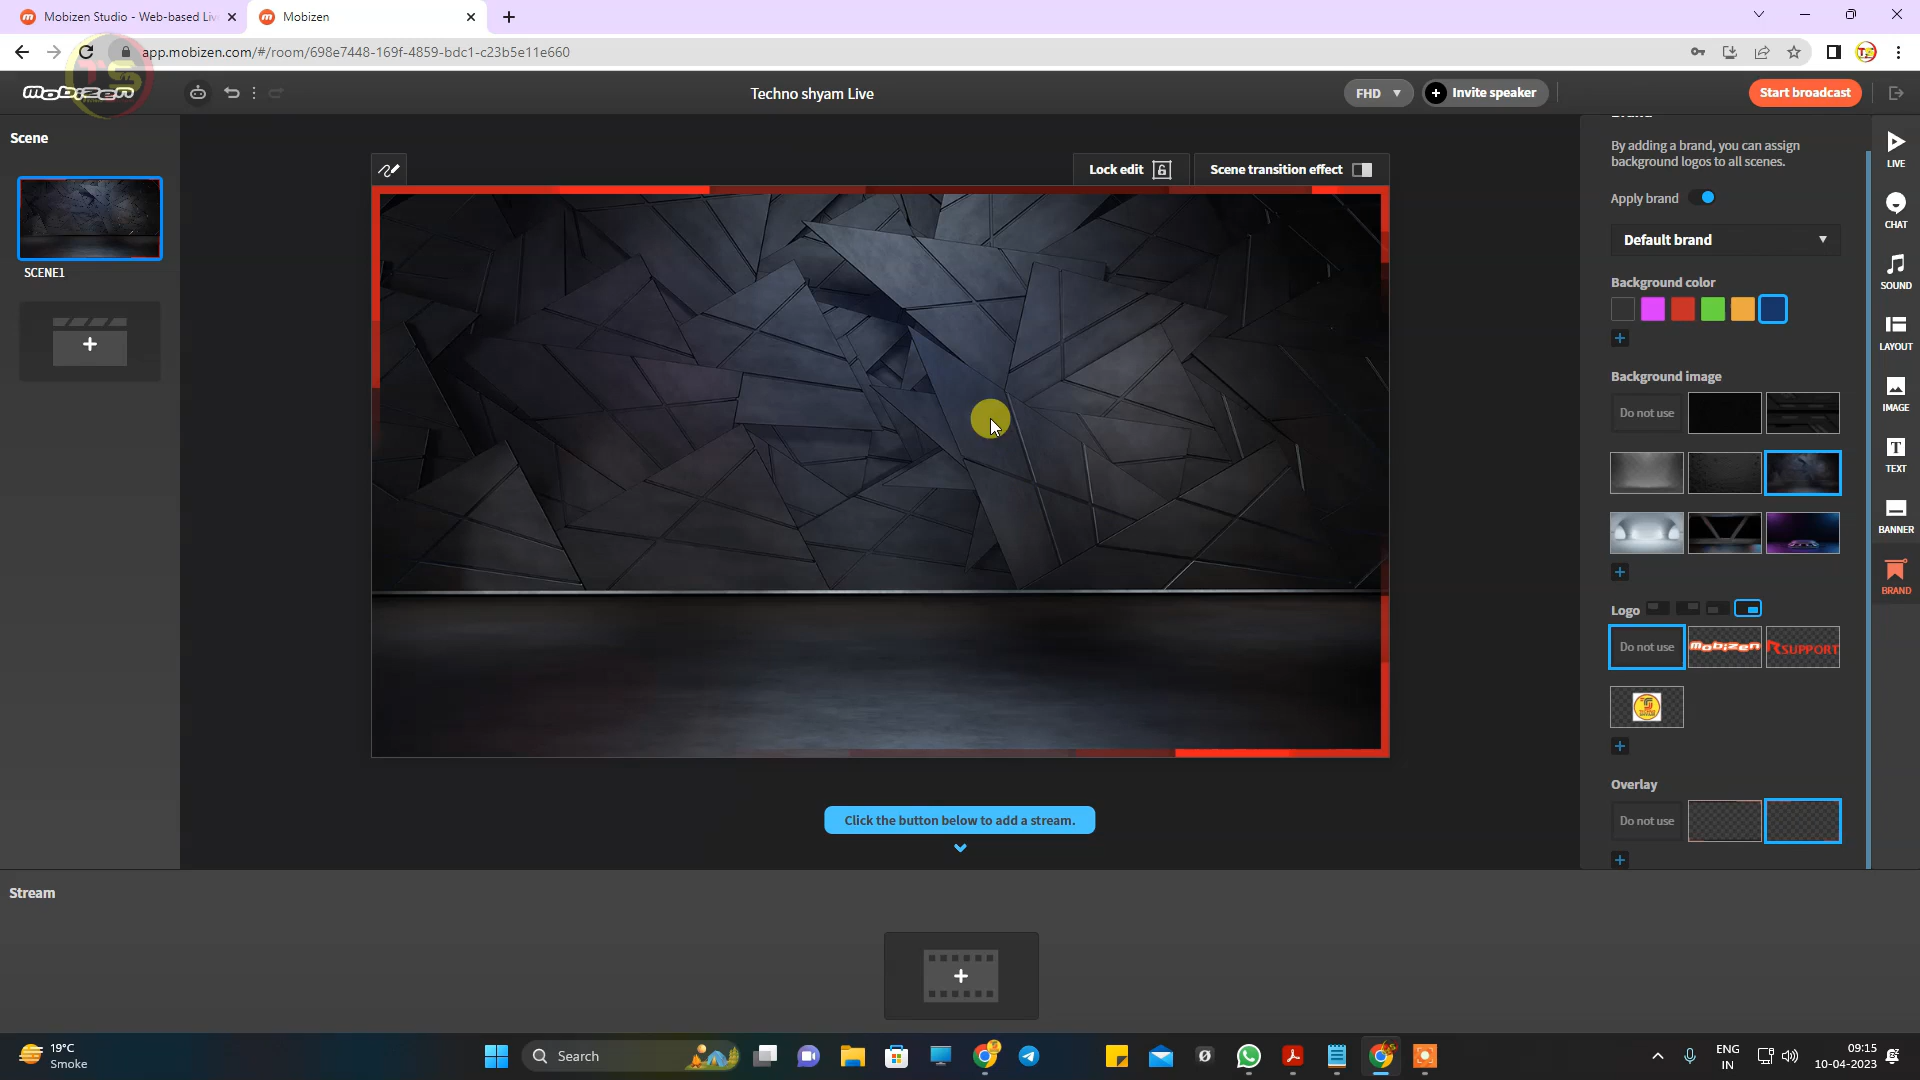 Mobizen Studio - Web-based Liv
Mobizen
app.mobizen.com/#/room/698e7448-169f-4859-bdc1-c23b5e11e660
TS
mobizen
Techno shyam Live
FHD
Invite speaker
Start broadcast
Scene
SCENE1
Lock edit
Scene transition effect
By adding a brand, you can assign
background logos to all scenes.
Apply brand
Default brand
Background color
Background image
Do not use
Logo
Do not use
mobizen
RSUPPORT
Overlay
Do not use
LIVE
CHAT
SOUND
LAYOUT
IMAGE
T
TEXT
BANNER
BRAND
Click the button below to add a stream.
Stream
19°C
Smoke
Search
ENG
IN
09:15
10-04-2023